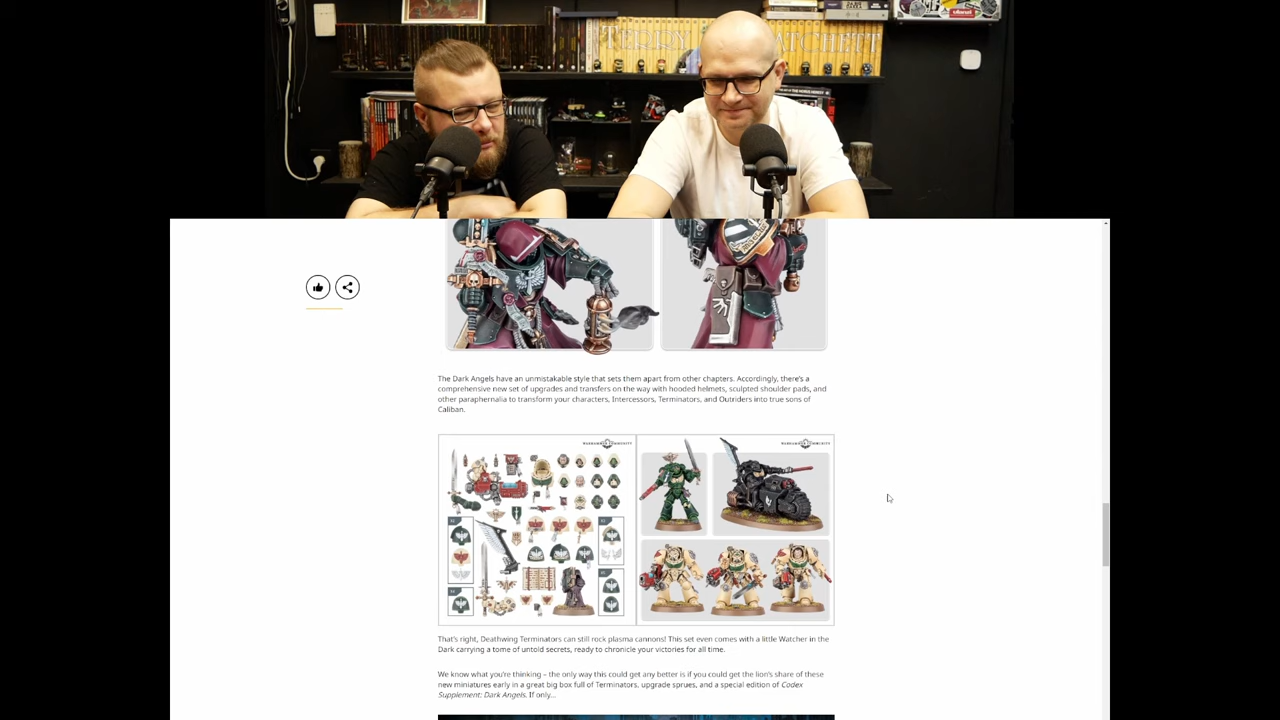 TERRY PRATCHETT
The Dark Angels have an unmistakable style that sets them apart from other chapters. Accordingly, there's a
comprehensive new set of upgrades and transfers on the way with hooded helmets, sculpted shoulder pads, and
other paraphernalia to transform your characters, Intercessors, Terminators, and Outriders into true sons of
Caliban.
WARHAMMER COMMUNITY
WARHAMMER COMMUNITY
That's right, Deathwing Terminators can still rock plasma cannons! This set even comes with a little Watcher in the
Dark carrying a tome of untold secrets, ready to chronicle your victories for all time.
We know what you're thinking – the only way this could get any better is if you could get the lion's share of these
new miniatures early in a great big box full of Terminators, upgrade sprues, and a special edition of Codex
Supplement: Dark Angels. If only...